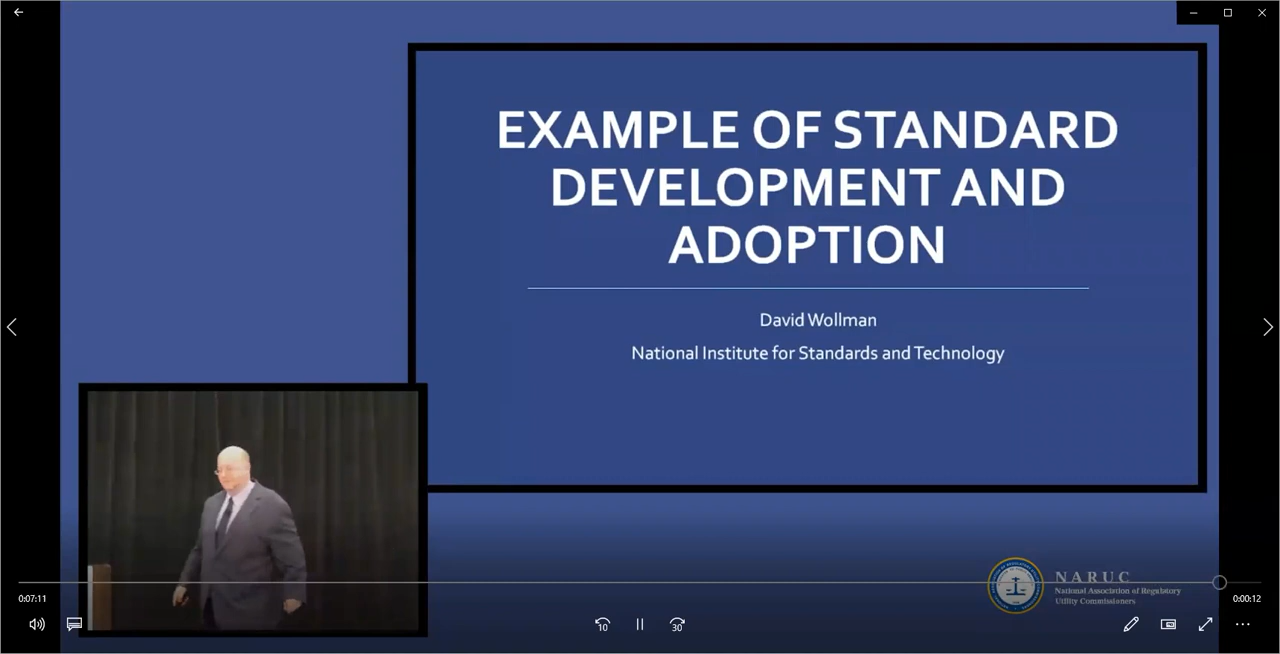 EXAMPLE OF STANDARD
DEVELOPMENT AND
ADOPTION
David Wollman
National Institute for Standards and Technology
NARUC
National Association of Regulatory
Utility Commissioners
0:07:11
0:00:12
10
30